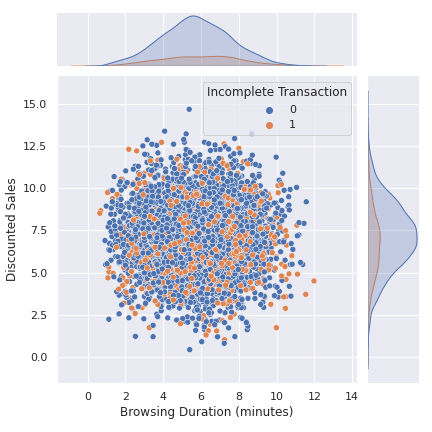 Incomplete Transaction
0
1
15.0
12.5
10.0
7.5
5.0
2.5
0.0
Discounted Sales
0 2 4 6 8 10 12 14
Browsing Duration (minutes)